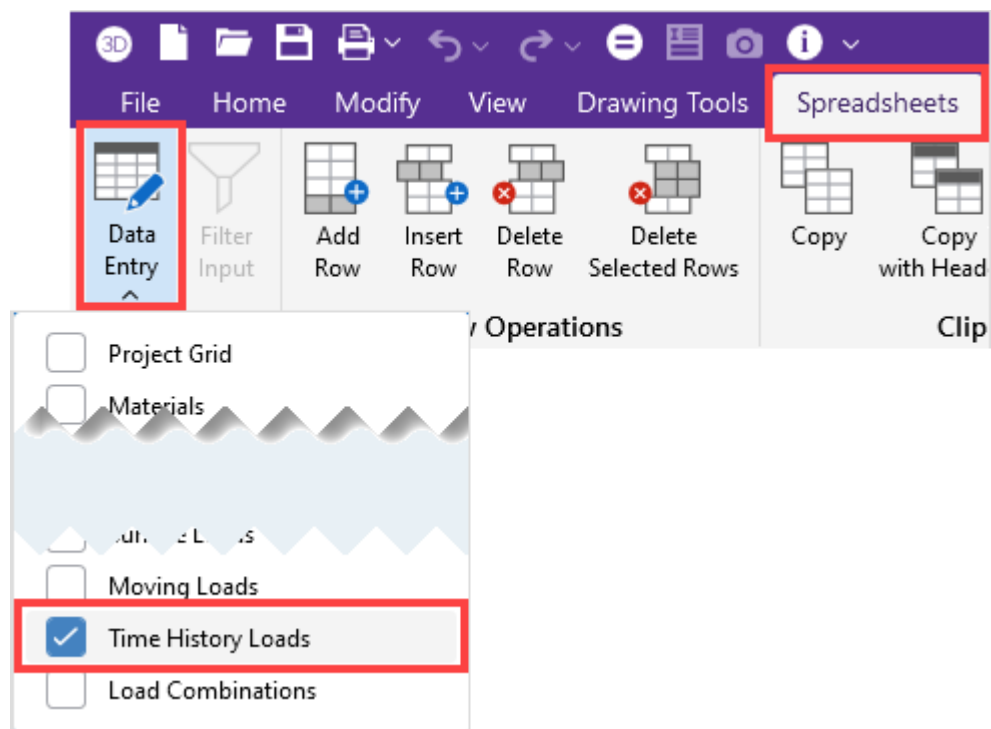 3D
File Home Modify View Drawing Tools Spreadsheets
Data Entry
Filter Input
Add Row
Insert Row
Delete Row
Delete Selected Rows
Copy
Copy with Head
Operations
Clip
Project Grid
Materials
Moving Loads
Time History Loads
Load Combinations